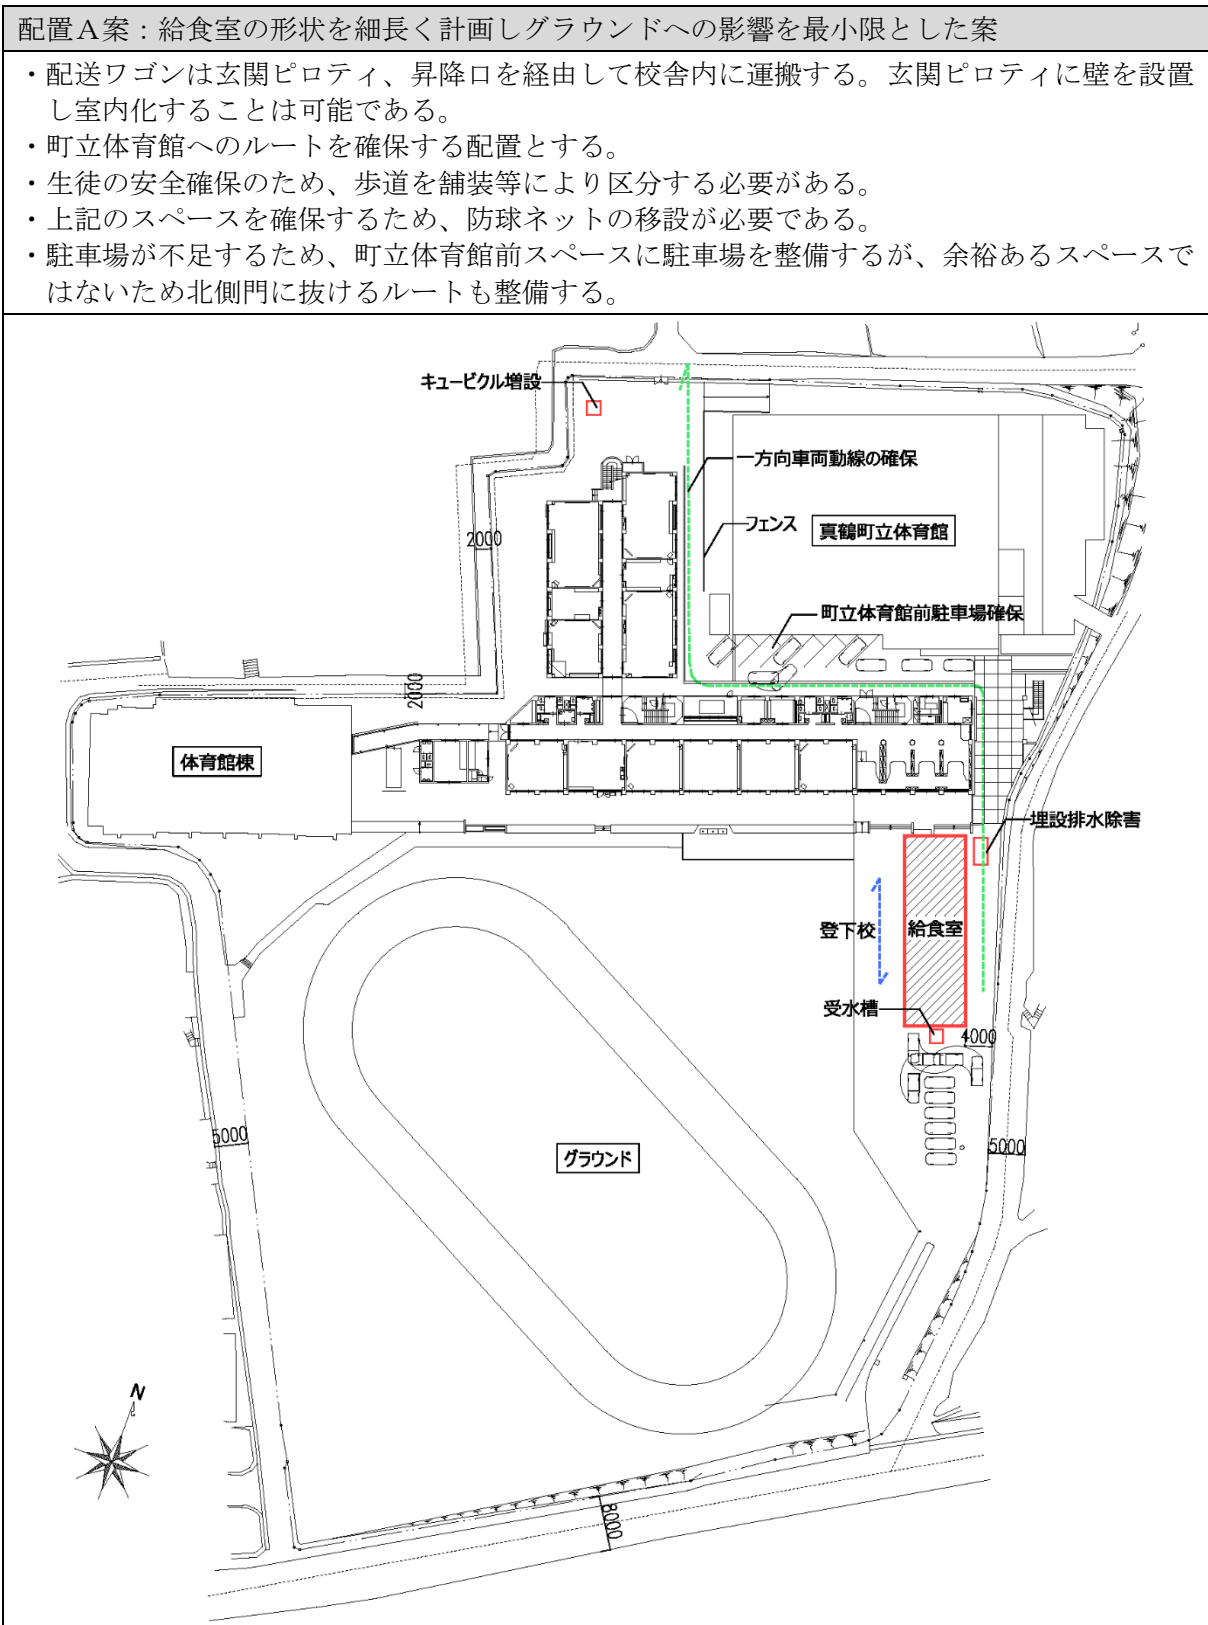 配置A案：給食室の形状を細長く計画しグラウンドへの影響を最小限とした案
・配送ワゴンは玄関ピロティ、昇降口を経由して校舎内に運搬する。玄関ピロティに壁を設置
し室内化することは可能である。
・町立体育館へのルートを確保する配置とする。
・生徒の安全確保のため、歩道を舗装等により区分する必要がある。
・上記のスペースを確保するため、防球ネットの移設が必要である。
・駐車場が不足するため、町立体育館前スペースに駐車場を整備するが、余裕あるスペースで
はないため北側門に抜けるルートも整備する。
キュービクル増設
一方向車両動線の確保
フェンス
真鶴町立体育館
2000
町立体育館前駐車場確保
2000
体育館棟
埋設排水除害
登下校
給食室
受水槽
4000
5000
5000
グラウンド
N
8000